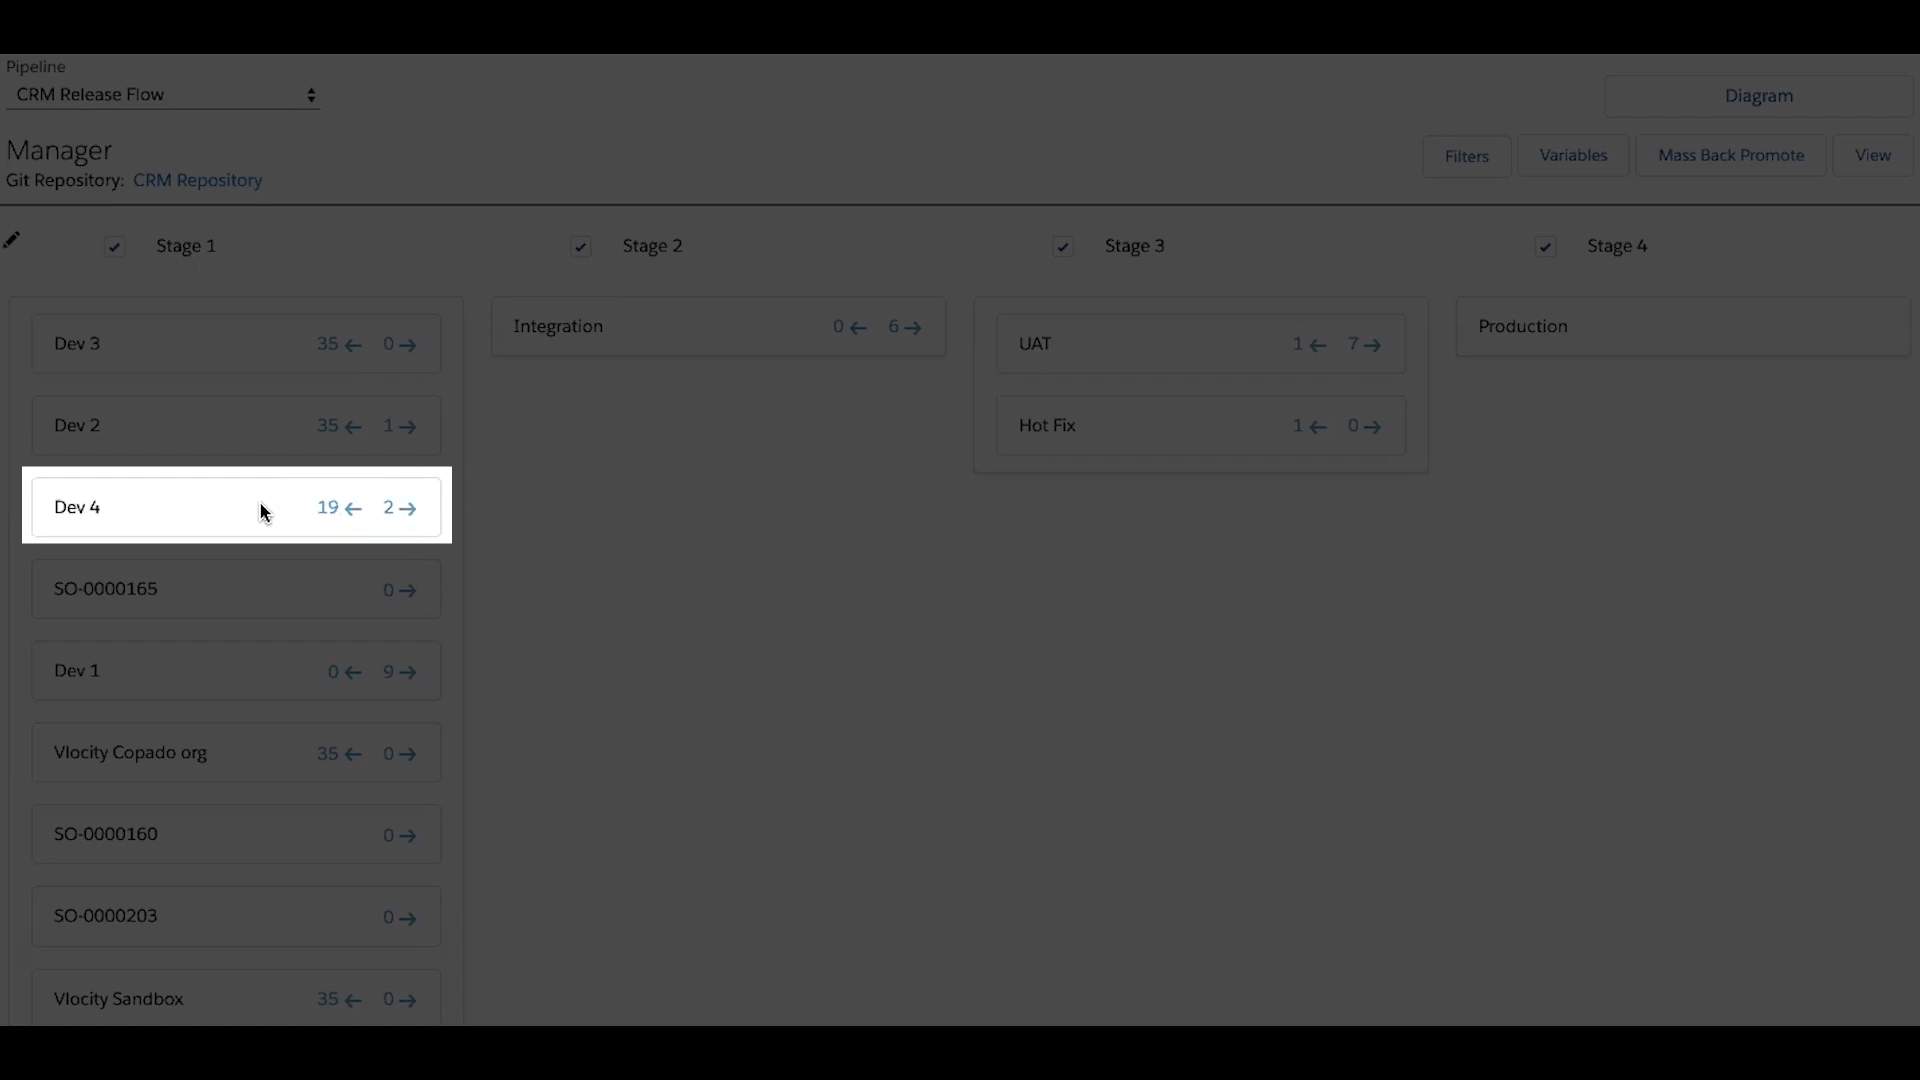 Pipeline
CRM Release Flow
Diagram
Manager
Git Repository: CRM Repository
Filters
Variables
Mass Back Promote
View
Stage 1
Stage 2
Stage 3
Stage 4
Dev 3 35 ← 0 →
Dev 2 35 ← 1 →
Dev 4 19 ← 2 →
SO-0000165 0 →
Dev 1 0 ← 9 →
Vlocity Copado org 35 ← 0 →
SO-0000160 0 →
SO-0000203 0 →
Vlocity Sandbox 35 ← 0 →
Integration 0 ← 6 →
UAT 1 ← 7 →
Hot Fix 1 ← 0 →
Production